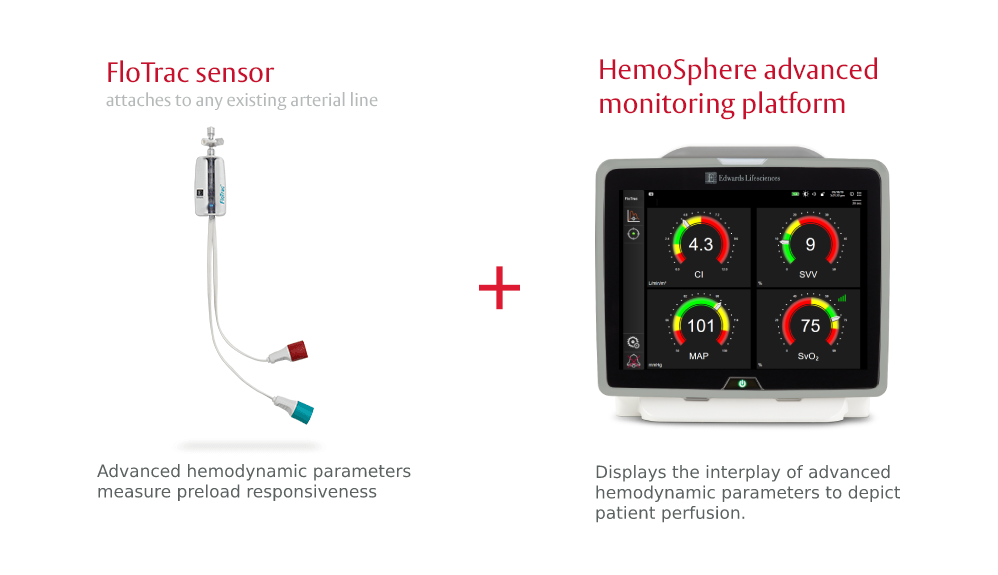 FloTrac sensor
attaches to any existing arterial line
FloTrac
Advanced hemodynamic parameters
measure preload responsiveness
HemoSphere advanced
monitoring platform
E Edwards Lifesciences
FloTrac
4.3
CI
L/min/m²
9
SVV
%
101
MAP
mmHg
75
SvO₂
%
Displays the interplay of advanced
hemodynamic parameters to depict
patient perfusion.